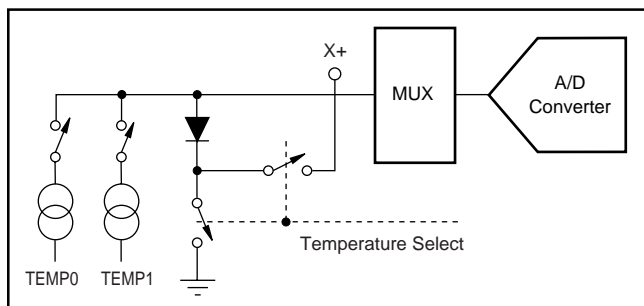 X+
MUX
A/D
Converter
Temperature Select
TEMP0
TEMP1